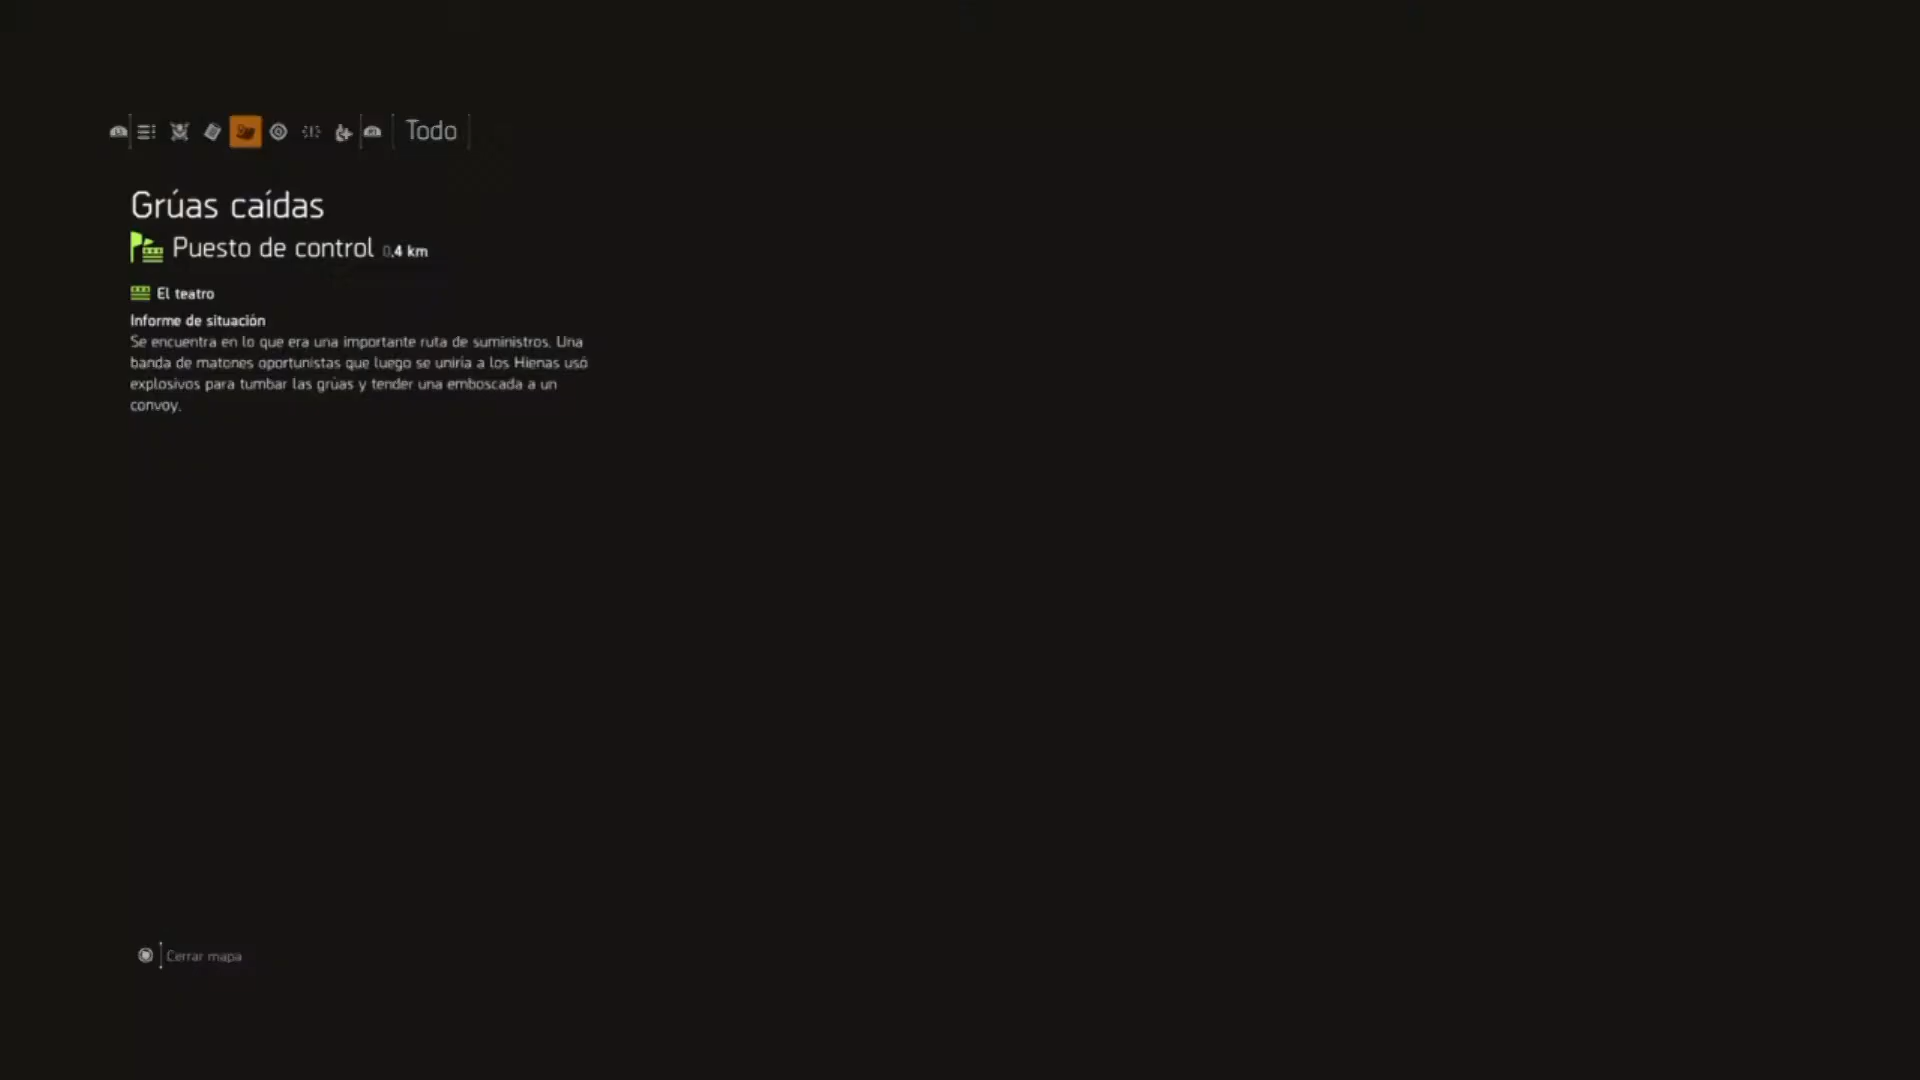 Todo
Grúas caídas
Puesto de control 0.4 km
El teatro
Informe de situación
Se encuentra en lo que era una importante ruta de suministros. Una
banda de matones oportunistas que luego se uniría a los Hienas usó
explosivos para tumbar las grúas y tender una emboscada a un
convoy.
Cerrar mapa